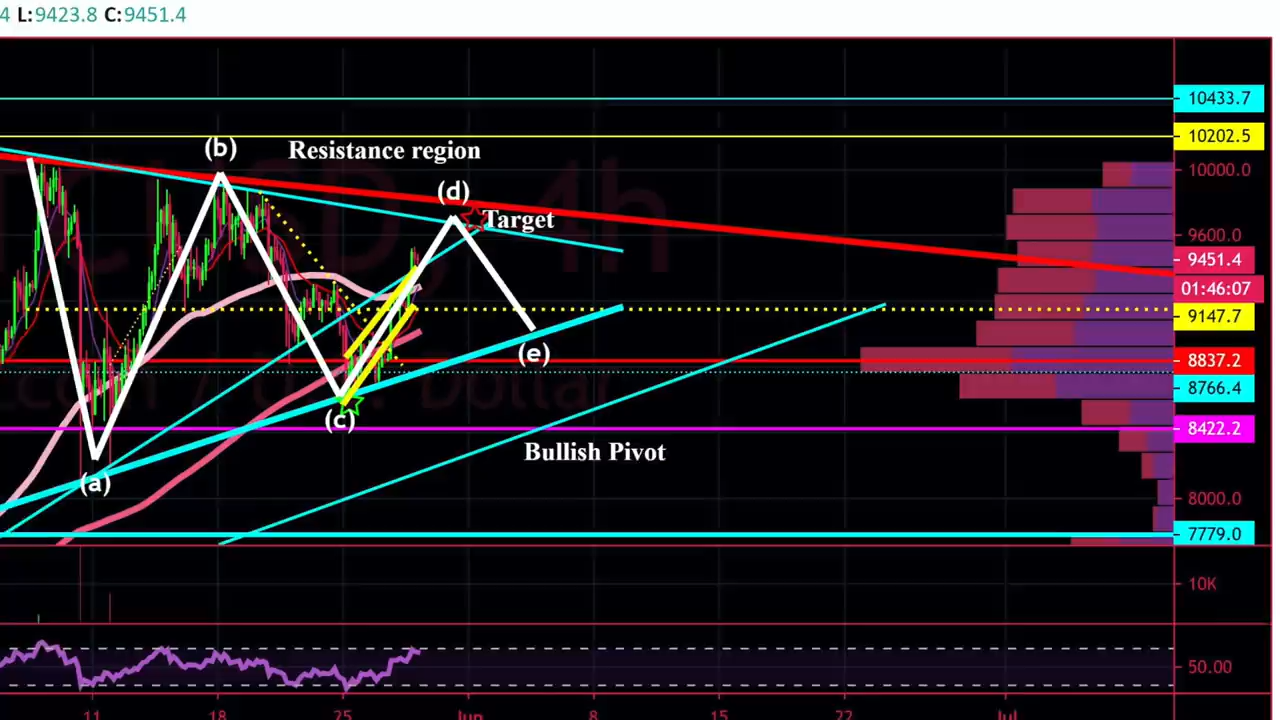 4 L:9423.8 C:9451.4
10433.7
10202.5
(b)
Resistance region
10000.0
(d)
Target
9600.0
9451.4
01:46:07
9147.7
(e)
8837.2
8766.4
(c)
8422.2
Bullish Pivot
(a)
8000.0
7779.0
10K
50.00
11 18 25 Jun 8 15 22 Jul